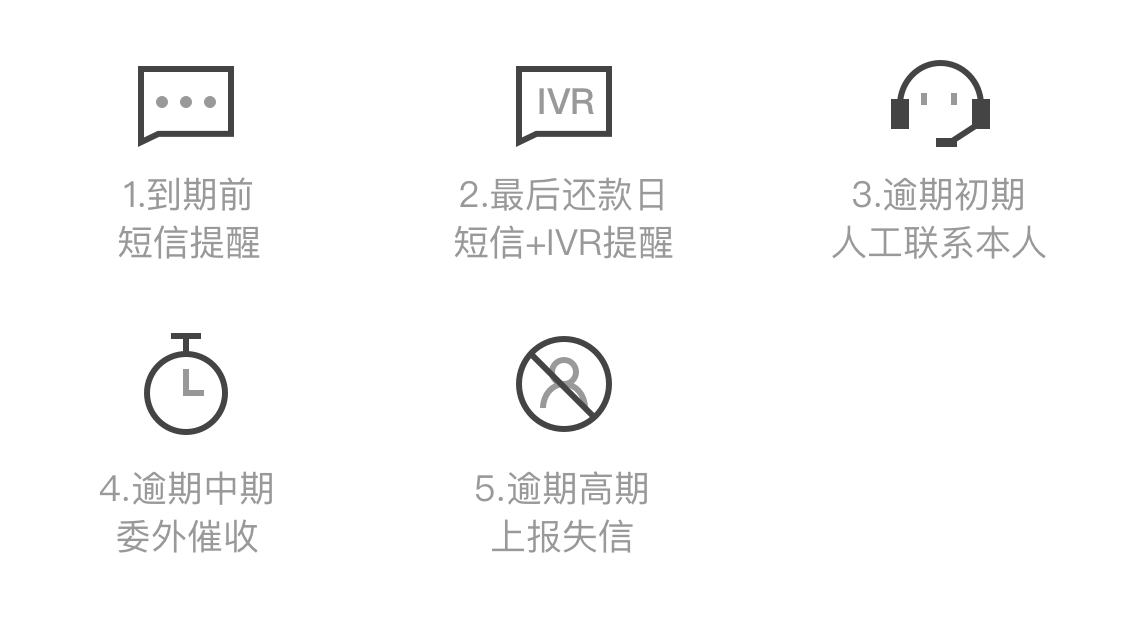 IVR
1.到期前
短信提醒
2.最后还款日
短信+IVR提醒
3.逾期初期
人工联系本人
4.逾期中期
委外催收
5.逾期高期
上报失信